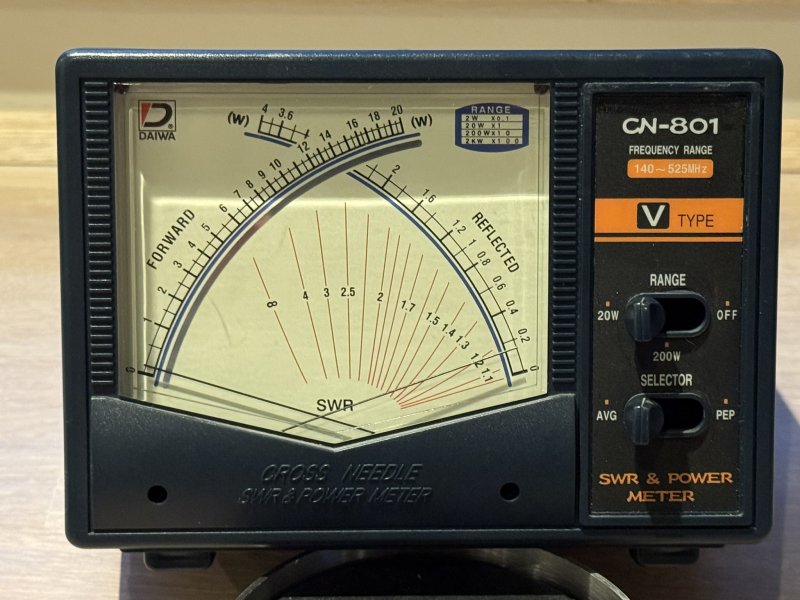 D
DAIWA®
(W) 4 3.6
20 (W)
18
16
14
12
10
9
8
7
6
5
4
3
2
1
0
FORWARD
RANGE
2W X0.1
20W X1
200W X10
2KW X100
2
1.6
1.2
1
0.8
0.6
0.4
0.2
0
REFLECTED
∞ 4 3 2.5 2 1.7 1.5 1.4 1.3 1.2 1.1
SWR
CROSS NEEDLE
SWR & POWER METER
CN-801
FREQUENCY RANGE
140~525MHz
V TYPE
RANGE
20W OFF
200W
SELECTOR
AVG PEP
SWR & POWER
METER